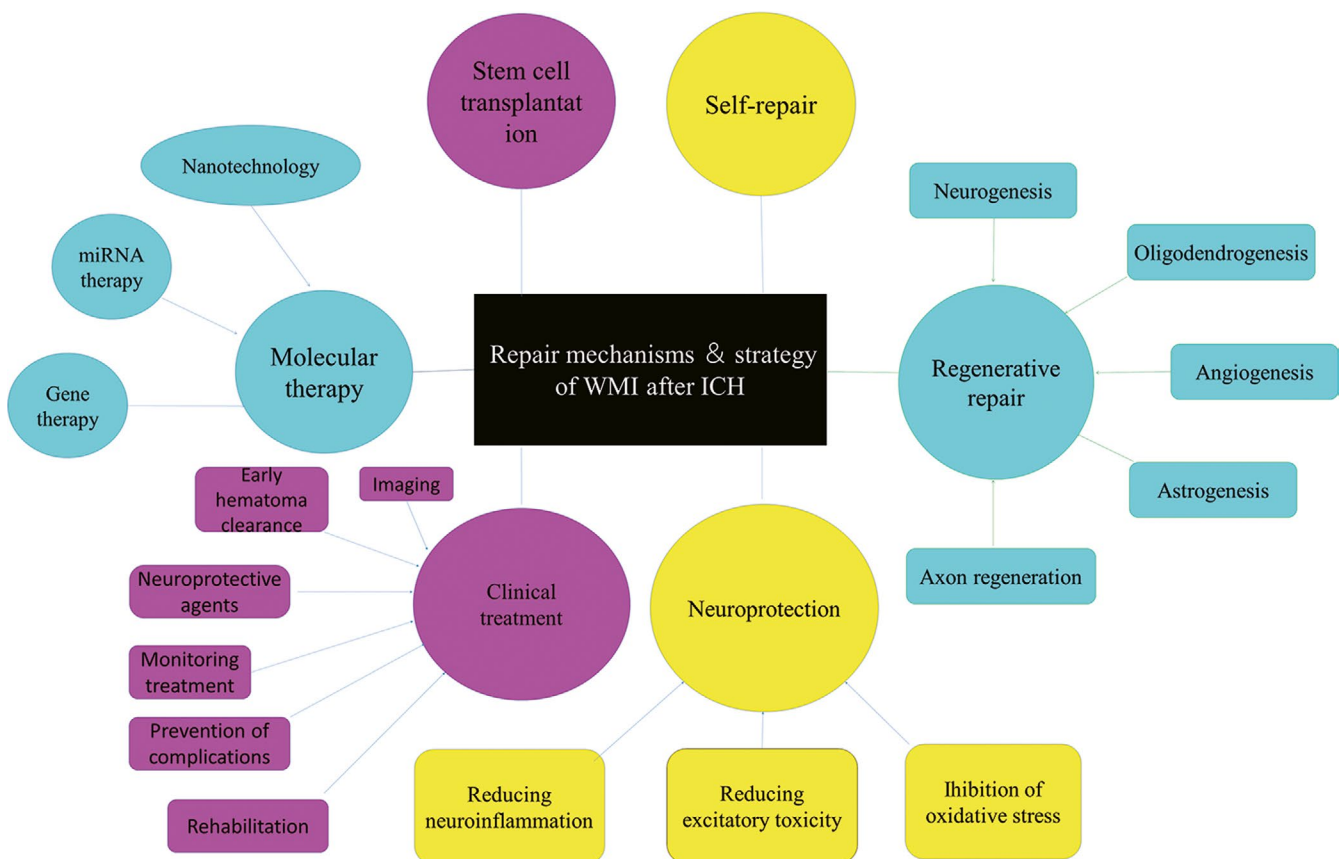 Stem cell
transplantat
ion
Self-repair
Nanotechnology
miRNA
therapy
Gene
therapy
Molecular
therapy
Repair mechanisms & strategy
of WMI after ICH
Neurogenesis
Oligodendrogenesis
Regenerative
repair
Angiogenesis
Astrogenesis
Axon regeneration
Early
hematoma
clearance
Imaging
Neuroprotective
agents
Monitoring
treatment
Prevention of
complications
Rehabilitation
Clinical
treatment
Neuroprotection
Reducing
neuroinflammation
Reducing
excitatory toxicity
Ihibition of
oxidative stress